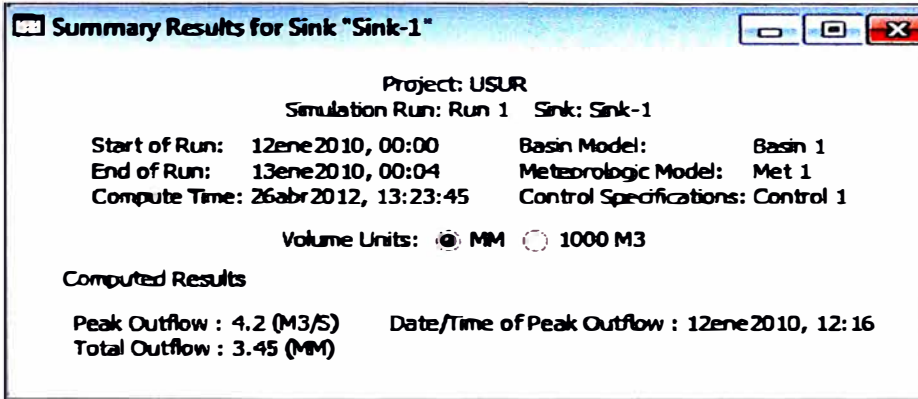 Summary Results for Sink "Sink-1"
Project: USUR
Simulation Run: Run 1 Sink: Sink-1
Start of Run: 12ene2010, 00:00 Basin Model: Basin 1
End of Run: 13ene2010, 00:04 Meteorologic Model: Met 1
Compute Time: 26abr2012, 13:23:45 Control Specifications: Control 1
Volume Units: MM 1000 M3
Computed Results
Peak Outflow : 4.2 (M3/S) Date/Time of Peak Outflow : 12ene2010, 12:16
Total Outflow : 3.45 (MM)